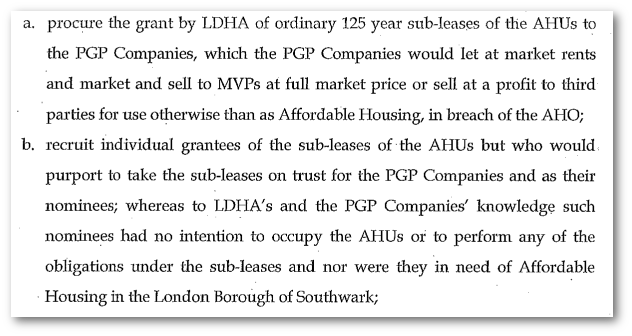 a. procure the grant by LDHA of ordinary 125 year sub-leases of the AHUs to
the PGP Companies, which the PGP Companies would let at market rents
and market and sell to MVPs at full market price or sell at a profit to third
parties for use otherwise than as Affordable Housing, in breach of the AHO;
b. recruit individual grantees of the sub-leases of the AHUs but who would
purport to take the sub-leases on trust for the PGP Companies and as their
nominees; whereas to LDHA's and the PGP Companies' knowledge such
nominees had no intention to occupy the AHUs or to perform any of the
obligations under the sub-leases and nor were they in need of Affordable
Housing in the London Borough of Southwark;